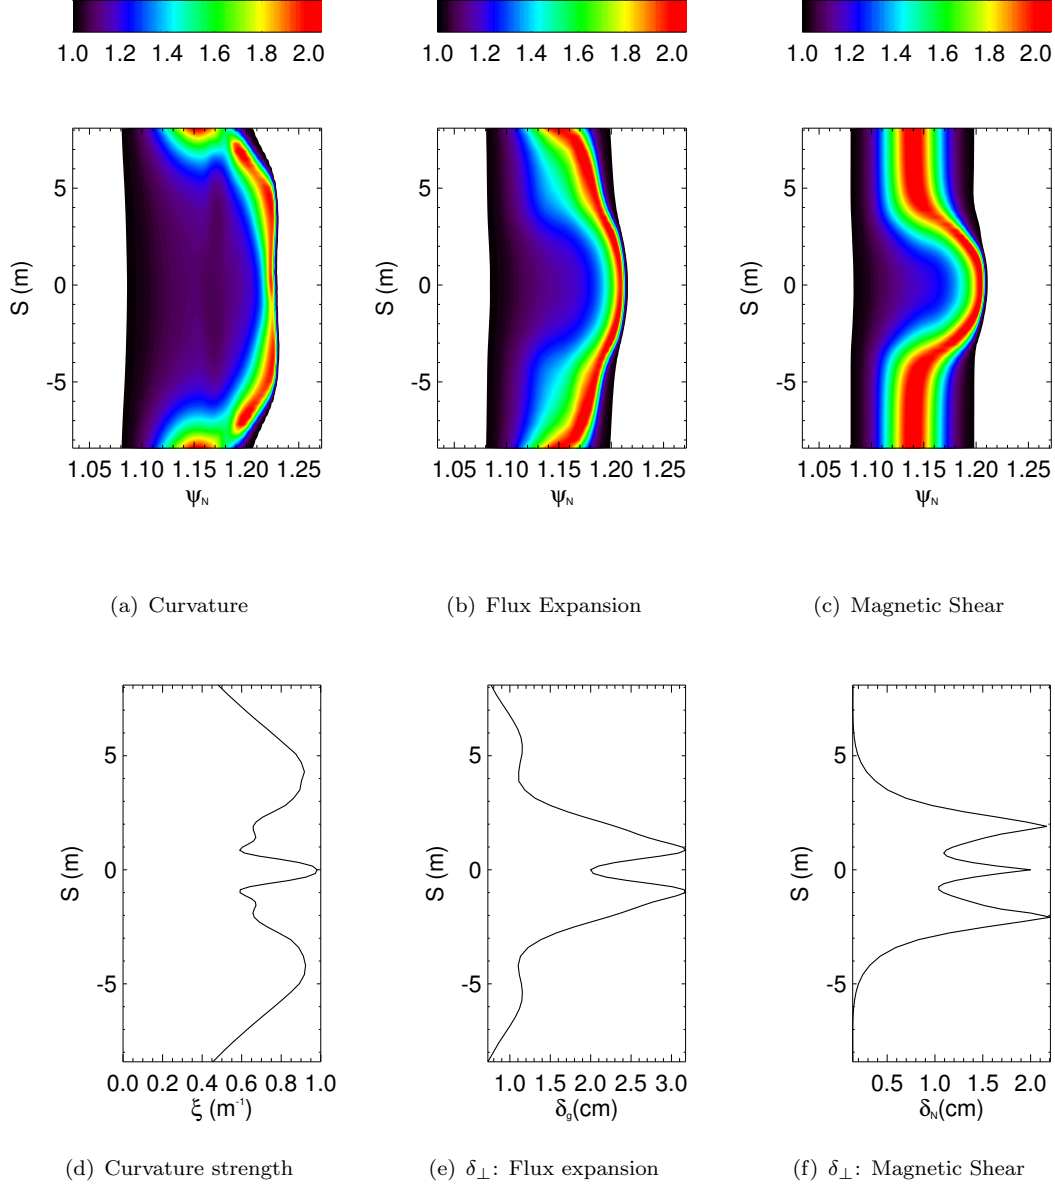 1.0 1.2 1.4 1.6 1.8 2.0 1.0 1.2 1.4 1.6 1.8 2.0 1.0 1.2 1.4 1.6 1.8 2.0
5 5 5
0 0 0
-5 -5 -5
S (m) S (m) S (m)
1.05 1.10 1.15 1.20 1.25 1.05 1.10 1.15 1.20 1.25 1.05 1.10 1.15 1.20 1.25
ψN ψN ψN
(a) Curvature (b) Flux Expansion (c) Magnetic Shear
5 5 5
0 0 0
-5 -5 -5
S (m) S (m) S (m)
0.0 0.2 0.4 0.6 0.8 1.0 1.0 1.5 2.0 2.5 3.0 0.5 1.0 1.5 2.0
ξ (m⁻¹) δg(cm) δN(cm)
(d) Curvature strength (e) δ⊥: Flux expansion (f) δ⊥: Magnetic Shear